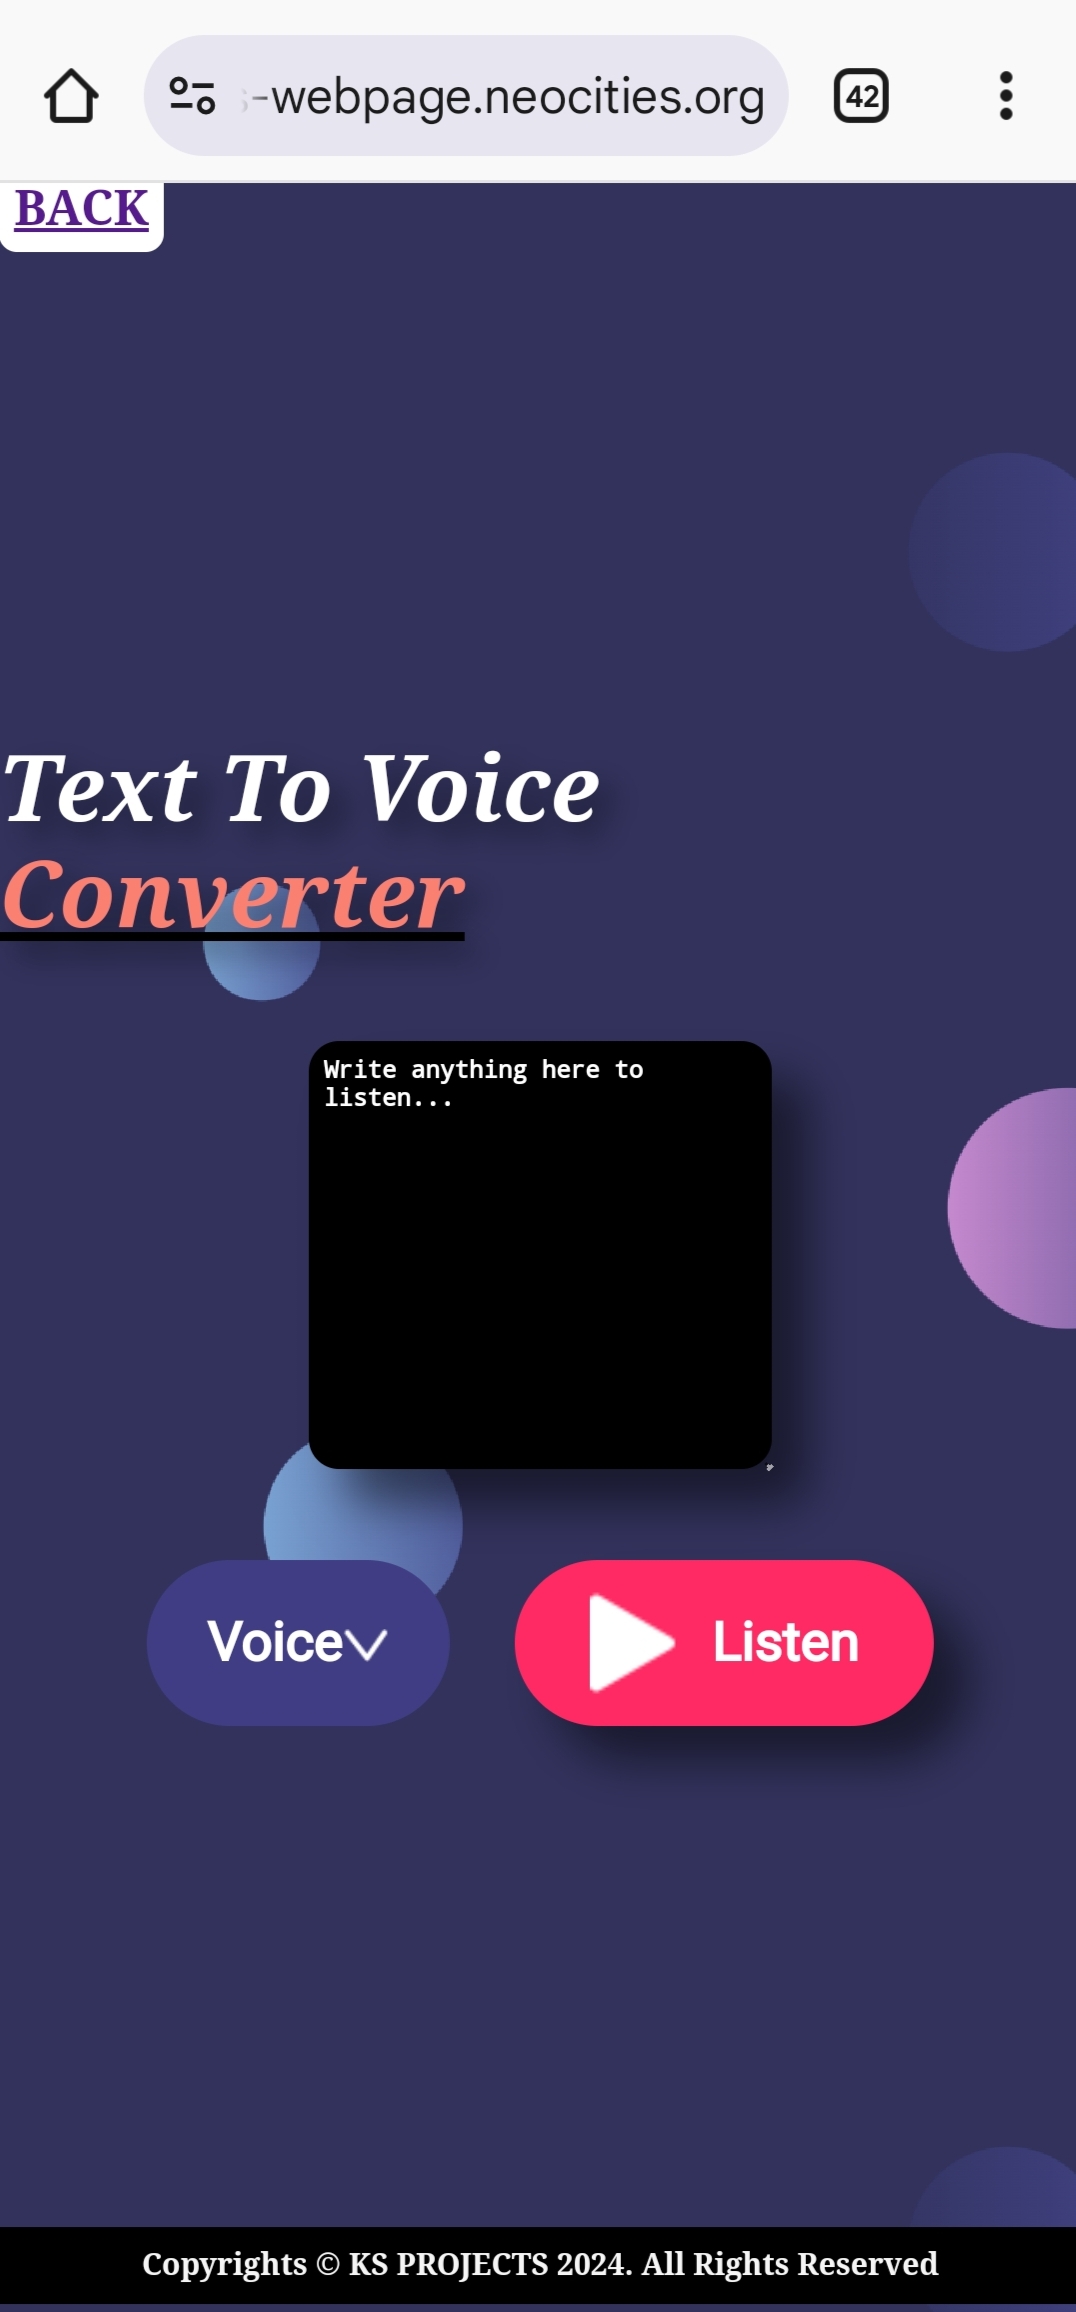 -webpage.neocities.org
42
BACK
Text To Voice
Converter
Write anything here to
listen...
Voice
Listen
Copyrights © KS PROJECTS 2024. All Rights Reserved